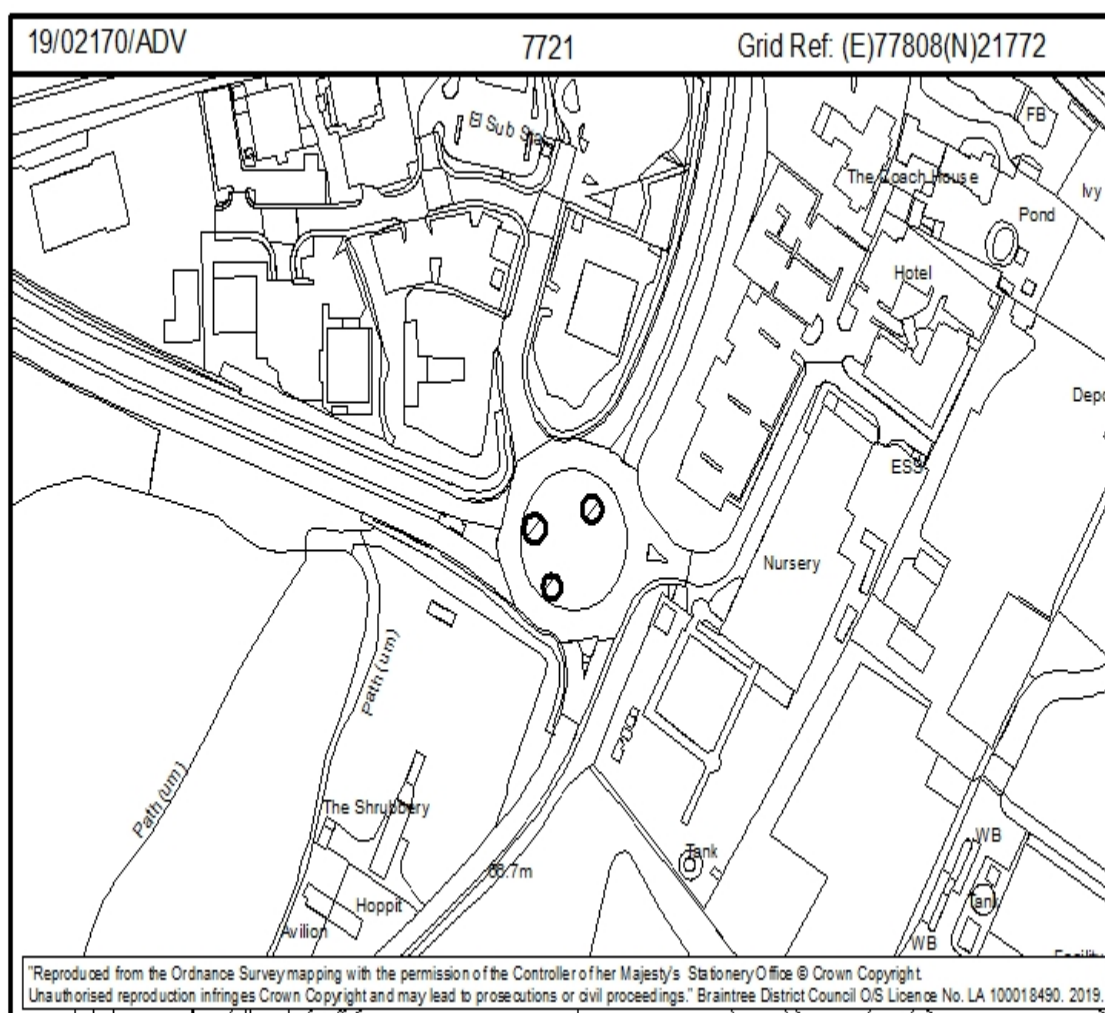 19/02170/ADV 7721 Grid Ref: (E)77808(N)21772
El Sub Sta
FB
The Coach House
Ivy
Pond
Hotel
Depo
ESS
Nursery
Path (um)
Path (um)
The Shrubbery
Hoppit
Avilion
Tank
WB
Tank
WB
Facility
"Reproduced from the Ordnance Survey mapping with the permission of the Controller of her Majesty's Stationery Office © Crown Copyright.
Unauthorised reproduction infringes Crown Copyright and may lead to prosecutions or civil proceedings." Braintree District Council O/S Licence No. LA 100018490. 2019.